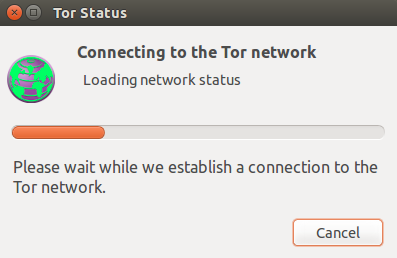 Tor Status
Connecting to the Tor network
Loading network status
Please wait while we establish a connection to the
Tor network.
Cancel